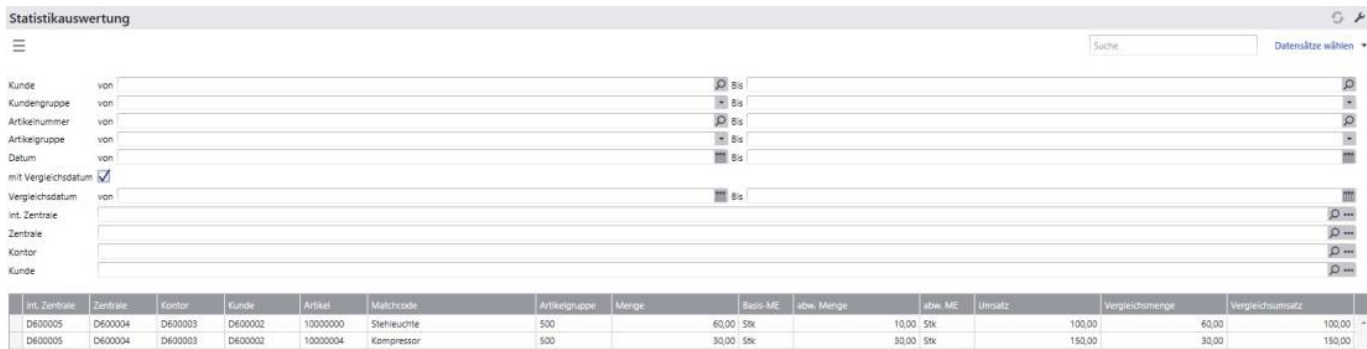 Statistikauswertung
Suche Datensätze wählen
Kunde von Bis
Kundengruppe von Bis
Artikelnummer von Bis
Artikelgruppe von Bis
Datum von Bis
mit Vergleichsdatum
Vergleichsdatum von Bis
int. Zentrale
Zentrale
Kontor
Kunde
int. Zentrale Zentrale Kontor Kunde Artikel Matchcode Artikelgruppe Menge Basis-ME abw. Menge abw. ME Umsatz Vergleichsmenge Vergleichsumsatz
D600005 D600004 D600003 D600002 10000000 Stehleuchte 500 60,00 Stk 10,00 Stk 100,00 60,00 100,00
D600005 D600004 D600003 D600002 10000004 Kompressor 500 30,00 Stk 30,00 Stk 150,00 30,00 150,00